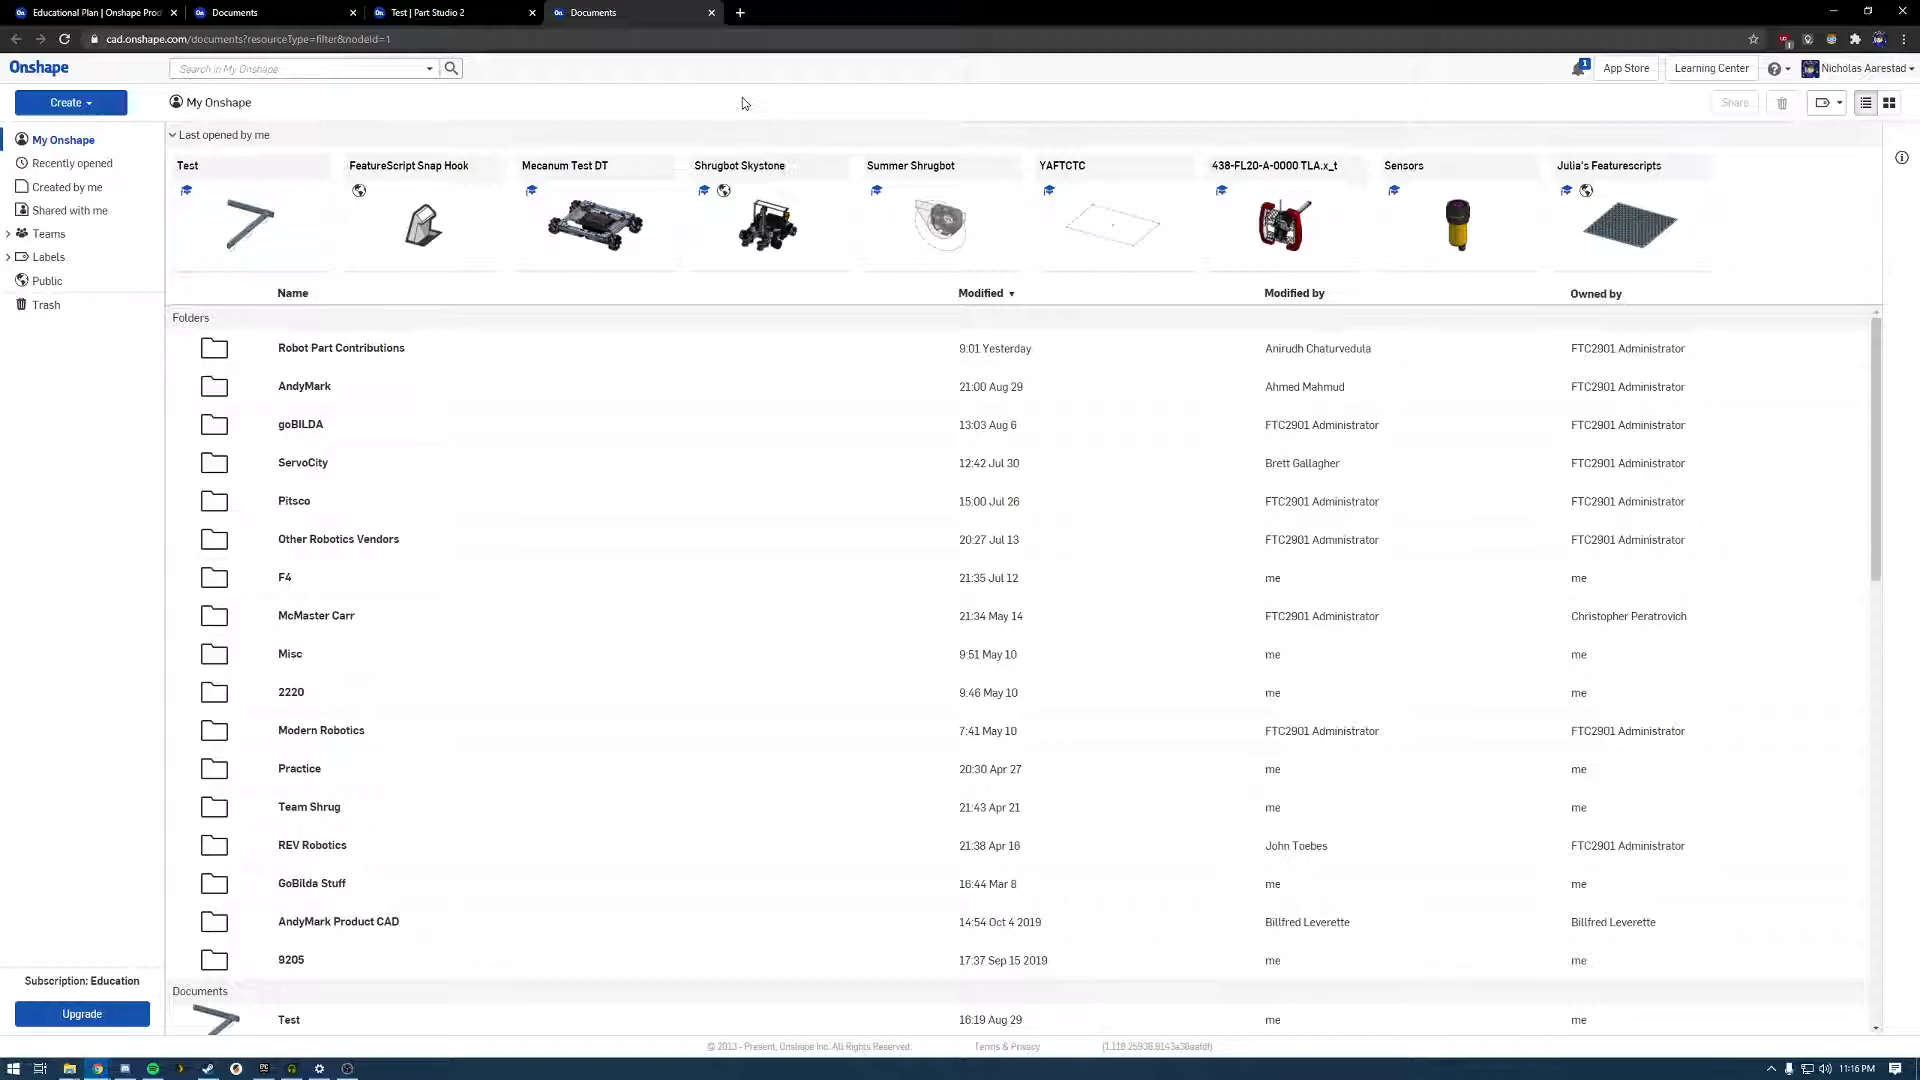 Educational Plan | Onshape Prod
Documents
Test | Part Studio 2
Documents
cad.onshape.com/documents?resourceType=filter&nodeId=1
Onshape
Search in My Onshape
1
App Store
Learning Center
Nicholas Aarestad
Create
My Onshape
Share
My Onshape
Recently opened
Created by me
Shared with me
Teams
Labels
Public
Trash
Last opened by me
Test
FeatureScript Snap Hook
Mecanum Test DT
Shrugbot Skystone
Summer Shrugbot
YAFTCTC
438-FL20-A-0000 TLA.x_t
Sensors
Julia's Featurescripts
Name Modified Modified by Owned by
Folders
Robot Part Contributions 9:01 Yesterday Anirudh Chaturvedula FTC2901 Administrator
AndyMark 21:00 Aug 29 Ahmed Mahmud FTC2901 Administrator
goBILDA 13:03 Aug 6 FTC2901 Administrator FTC2901 Administrator
ServoCity 12:42 Jul 30 Brett Gallagher FTC2901 Administrator
Pitsco 15:00 Jul 26 FTC2901 Administrator FTC2901 Administrator
Other Robotics Vendors 20:27 Jul 13 FTC2901 Administrator FTC2901 Administrator
F4 21:35 Jul 12 me me
McMaster Carr 21:34 May 14 FTC2901 Administrator Christopher Peratrovich
Misc 9:51 May 10 me me
2220 9:46 May 10 me me
Modern Robotics 7:41 May 10 FTC2901 Administrator FTC2901 Administrator
Practice 20:30 Apr 27 me me
Team Shrug 21:43 Apr 21 me me
REV Robotics 21:38 Apr 16 John Toebes FTC2901 Administrator
GoBilda Stuff 16:44 Mar 8 me me
AndyMark Product CAD 14:54 Oct 4 2019 Billfred Leverette Billfred Leverette
9205 17:37 Sep 15 2019 me me
Documents
Test 16:19 Aug 29 me me
Subscription: Education
Upgrade
© 2013 - Present, Onshape Inc. All Rights Reserved. Terms & Privacy
11:16 PM